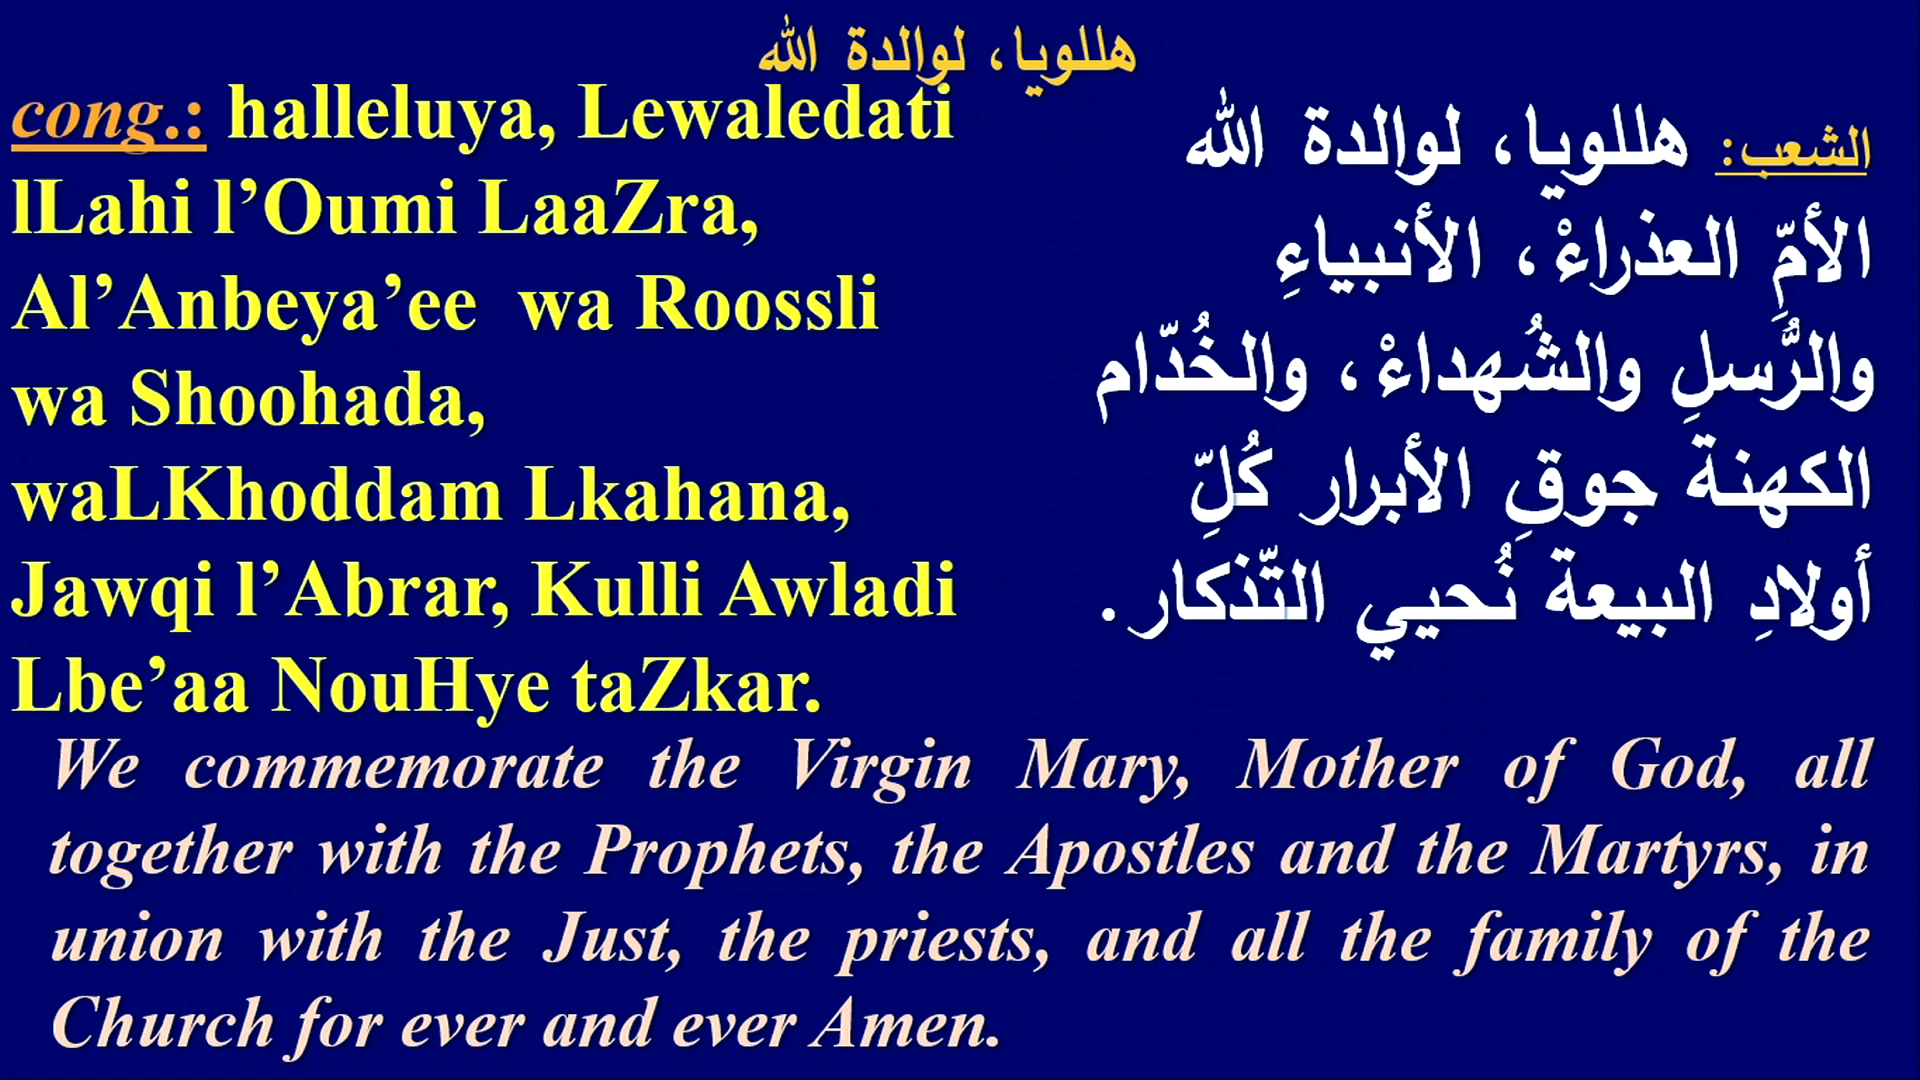 هللويا، لوالدة الله
cong.: halleluya, Lewaledati
lLahi l’Oumi LaaZra,
Al’Anbeya’ee wa Roossli
wa Shoohada,
waLKhoddam Lkahana,
Jawqi l’Abrar, Kulli Awladi
Lbe’aa NouHye taZkar.
الشعب: هللويا، لوالدة الله
الأمِّ العذراءْ، الأنبياءِ
والرُّسلِ والشُهداءْ، والخُدّام
الكهنة جوقِ الأبرار كُلِّ
أولادِ البيعة نُحيي التّذكار.
We commemorate the Virgin Mary, Mother of God, all
together with the Prophets, the Apostles and the Martyrs, in
union with the Just, the priests, and all the family of the
Church for ever and ever Amen.